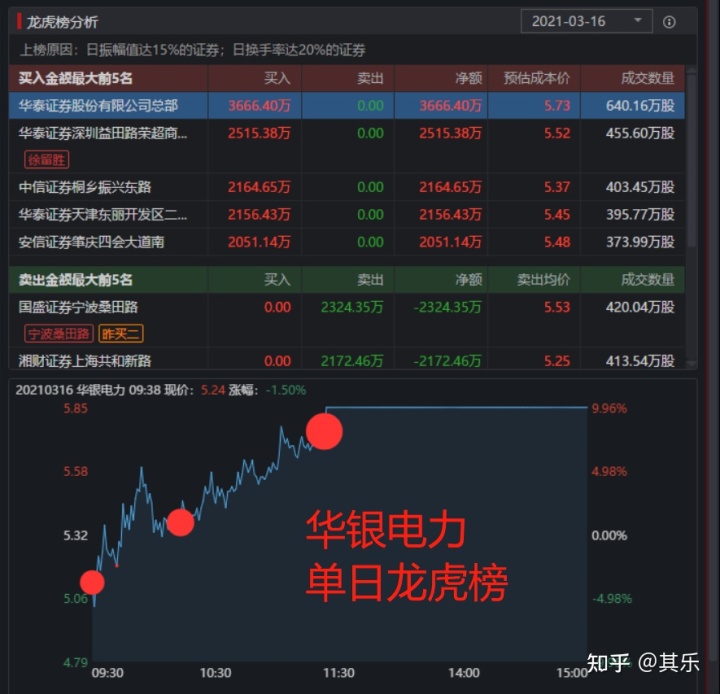 龙虎榜分析 2021-03-16
上榜原因：日振幅值达15%的证券；日换手率达20%的证券
买入金额最大前5名 买入 卖出 净额 预估成本价 成交数量
华泰证券股份有限公司总部 3666.40万 0.00 3666.40万 5.73 640.16万股
华泰证券深圳益田路荣超商... 2515.38万 0.00 2515.38万 5.52 455.60万股
徐留胜
中信证券桐乡振兴东路 2164.65万 0.00 2164.65万 5.37 403.45万股
华泰证券天津东丽开发区二... 2156.43万 0.00 2156.43万 5.45 395.77万股
安信证券肇庆四会大道南 2051.14万 0.00 2051.14万 5.48 373.99万股
卖出金额最大前5名 买入 卖出 净额 卖出均价 成交数量
国盛证券宁波桑田路 0.00 2324.35万 -2324.35万 5.53 420.04万股
宁波桑田路 昨买二
湘财证券上海共和新路 0.00 2172.46万 -2172.46万 5.25 413.54万股
20210316 华银电力 09:38 现价：5.24 涨幅：-1.50%
5.85 9.96%
5.58 4.98%
5.32 0.00%
华银电力
单日龙虎榜
5.06 -4.98%
4.79
09:30 10:30 11:30 14:00 15:00
知乎 @其乐